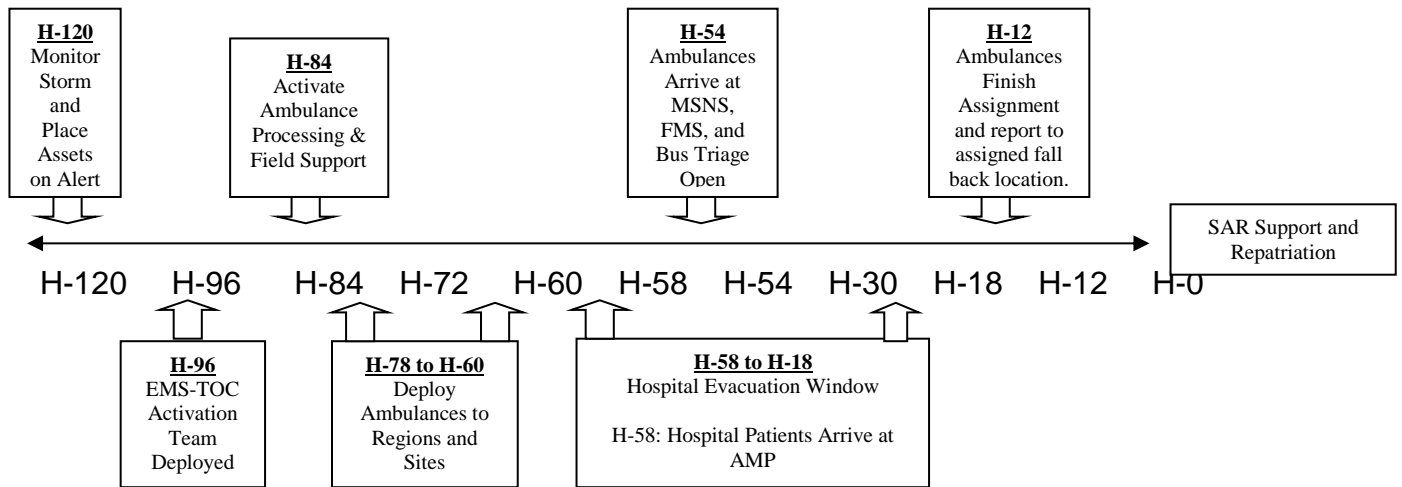 H-120
Monitor
Storm
and
Place
Assets
on Alert
H-84
Activate
Ambulance
Processing &
Field Support
H-54
Ambulances
Arrive at
MSNS,
FMS, and
Bus Triage
Open
H-12
Ambulances
Finish
Assignment
and report to
assigned fall
back location.
SAR Support and
Repatriation
H-120 H-96 H-84 H-72 H-60 H-58 H-54 H-30 H-18 H-12 H-0
H-96
EMS-TOC
Activation
Team
Deployed
H-78 to H-60
Deploy
Ambulances to
Regions and
Sites
H-58 to H-18
Hospital Evacuation Window
H-58: Hospital Patients Arrive at
AMP